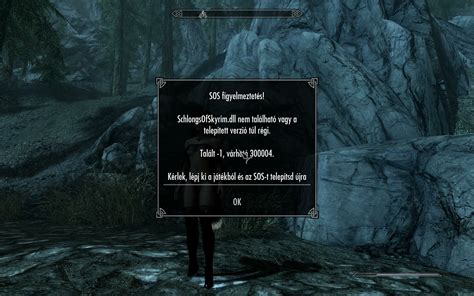 SOS figyelmeztetés!
SchlongsOfSkyrim.dll nem található vagy a
telepített verzió túl régi.
Talált -1, várható 300004.
Kérlek, lépj ki a játékból és az SOS-t telepítsd újra
OK